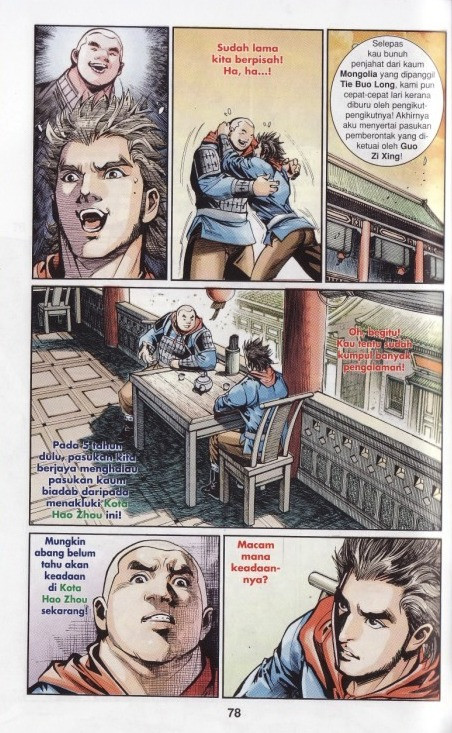 Sudah lama
kita berpisah!
Ha, ha...!
Selepas
kau bunuh
penjahat dari kaum
Mongolia yang dipanggil
Tie Buo Long, kami pun
cepat-cepat lari kerana
diburu oleh pengikut-
pengikutnya! Akhirnya
aku menyertai pasukan
pemberontak yang di-
ketuai oleh Guo
Zi Xing!
Oh, begitu!
Kau tentu sudah
kumpul banyak
pengalaman!
Pada 5 tahun
dulu, pasukan kita
berjaya menghalau
pasukan kaum
biadab daripada
menakluki Kota
Hao Zhou ini!
Mungkin
abang belum
tahu akan
keadaan
di Kota
Hao Zhou
sekarang!
Macam
mana
keadaan-
nya?
78